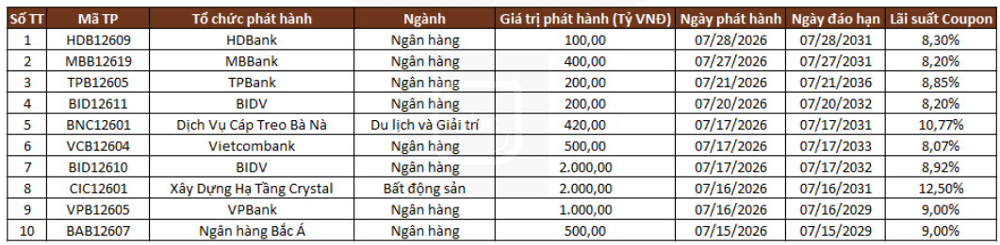 Số TT Mã TP Tổ chức phát hành Ngành Giá trị phát hành (Tỷ VNĐ) Ngày phát hành Ngày đáo hạn Lãi suất Coupon
1 HDB12609 HDBank Ngân hàng 100,00 07/28/2026 07/28/2031 8,30%
2 MBB12619 MBBank Ngân hàng 400,00 07/27/2026 07/27/2031 8,20%
3 TPB12605 TPBank Ngân hàng 200,00 07/21/2026 07/21/2036 8,85%
4 BID12611 BIDV Ngân hàng 200,00 07/20/2026 07/20/2032 8,20%
5 BNC12601 Dịch Vụ Cáp Treo Bà Nà Du lịch và Giải trí 420,00 07/17/2026 07/17/2031 10,77%
6 VCB12604 Vietcombank Ngân hàng 500,00 07/17/2026 07/17/2033 8,07%
7 BID12610 BIDV Ngân hàng 2.000,00 07/17/2026 07/17/2032 8,92%
8 CIC12601 Xây Dựng Hạ Tầng Crystal Bất động sản 2.000,00 07/16/2026 07/16/2031 12,50%
9 VPB12605 VPBank Ngân hàng 1.000,00 07/16/2026 07/16/2029 9,00%
10 BAB12607 Ngân hàng Bắc Á Ngân hàng 500,00 07/15/2026 07/15/2029 9,00%